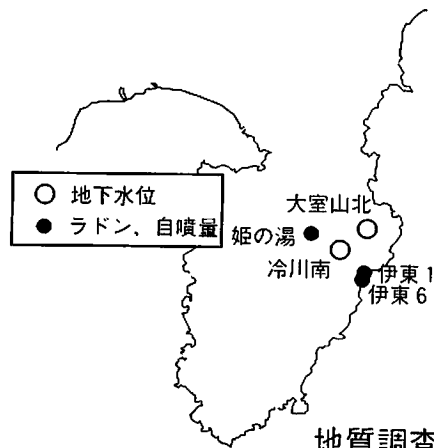 地下水位
ラドン、自噴量
大室山北
姫の湯
冷川南
伊東1
伊東6
地質調査